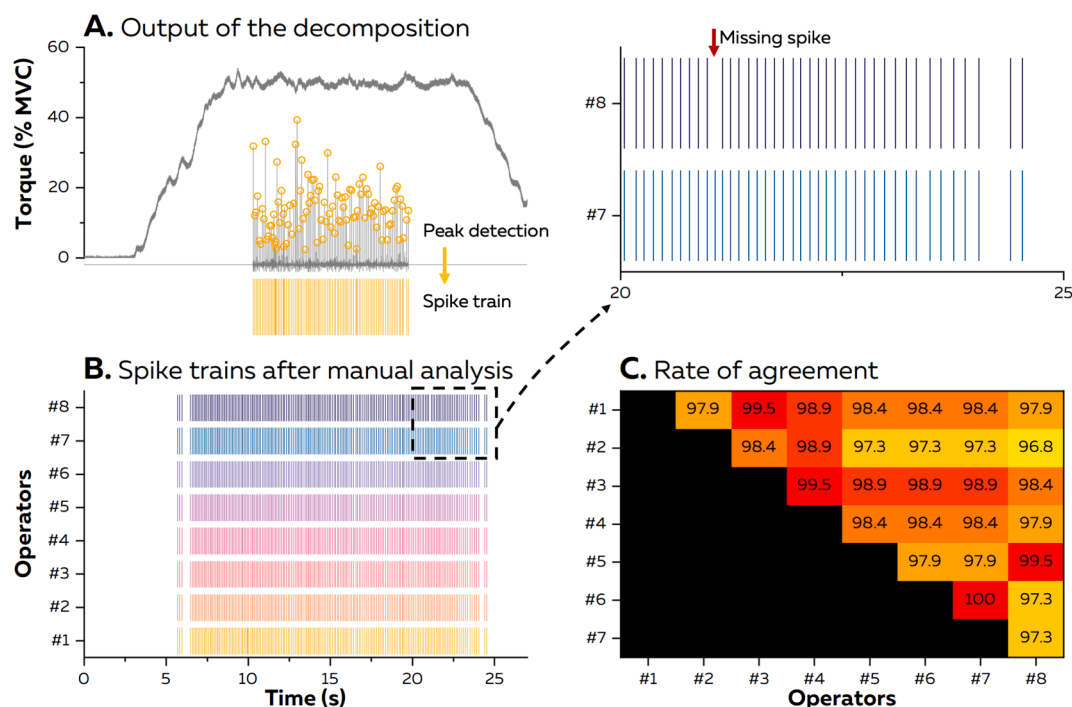 A. Output of the decomposition
Torque (% MVC)
60
40
20
0
Peak detection
Spike train
Missing spike
#8
#7
20
25
B. Spike trains after manual analysis
Operators
#8
#7
#6
#5
#4
#3
#2
#1
0
5
10
15
20
25
Time (s)
C. Rate of agreement
#1 97.9 99.5 98.9 98.4 98.4 98.4 97.9
#2 98.4 98.9 97.3 97.3 97.3 96.8
#3 99.5 98.9 98.9 98.9 98.4
#4 98.4 98.4 98.4 97.9
#5 97.9 97.9 99.5
#6 100 97.3
#7 97.3
#1 #2 #3 #4 #5 #6 #7 #8
Operators